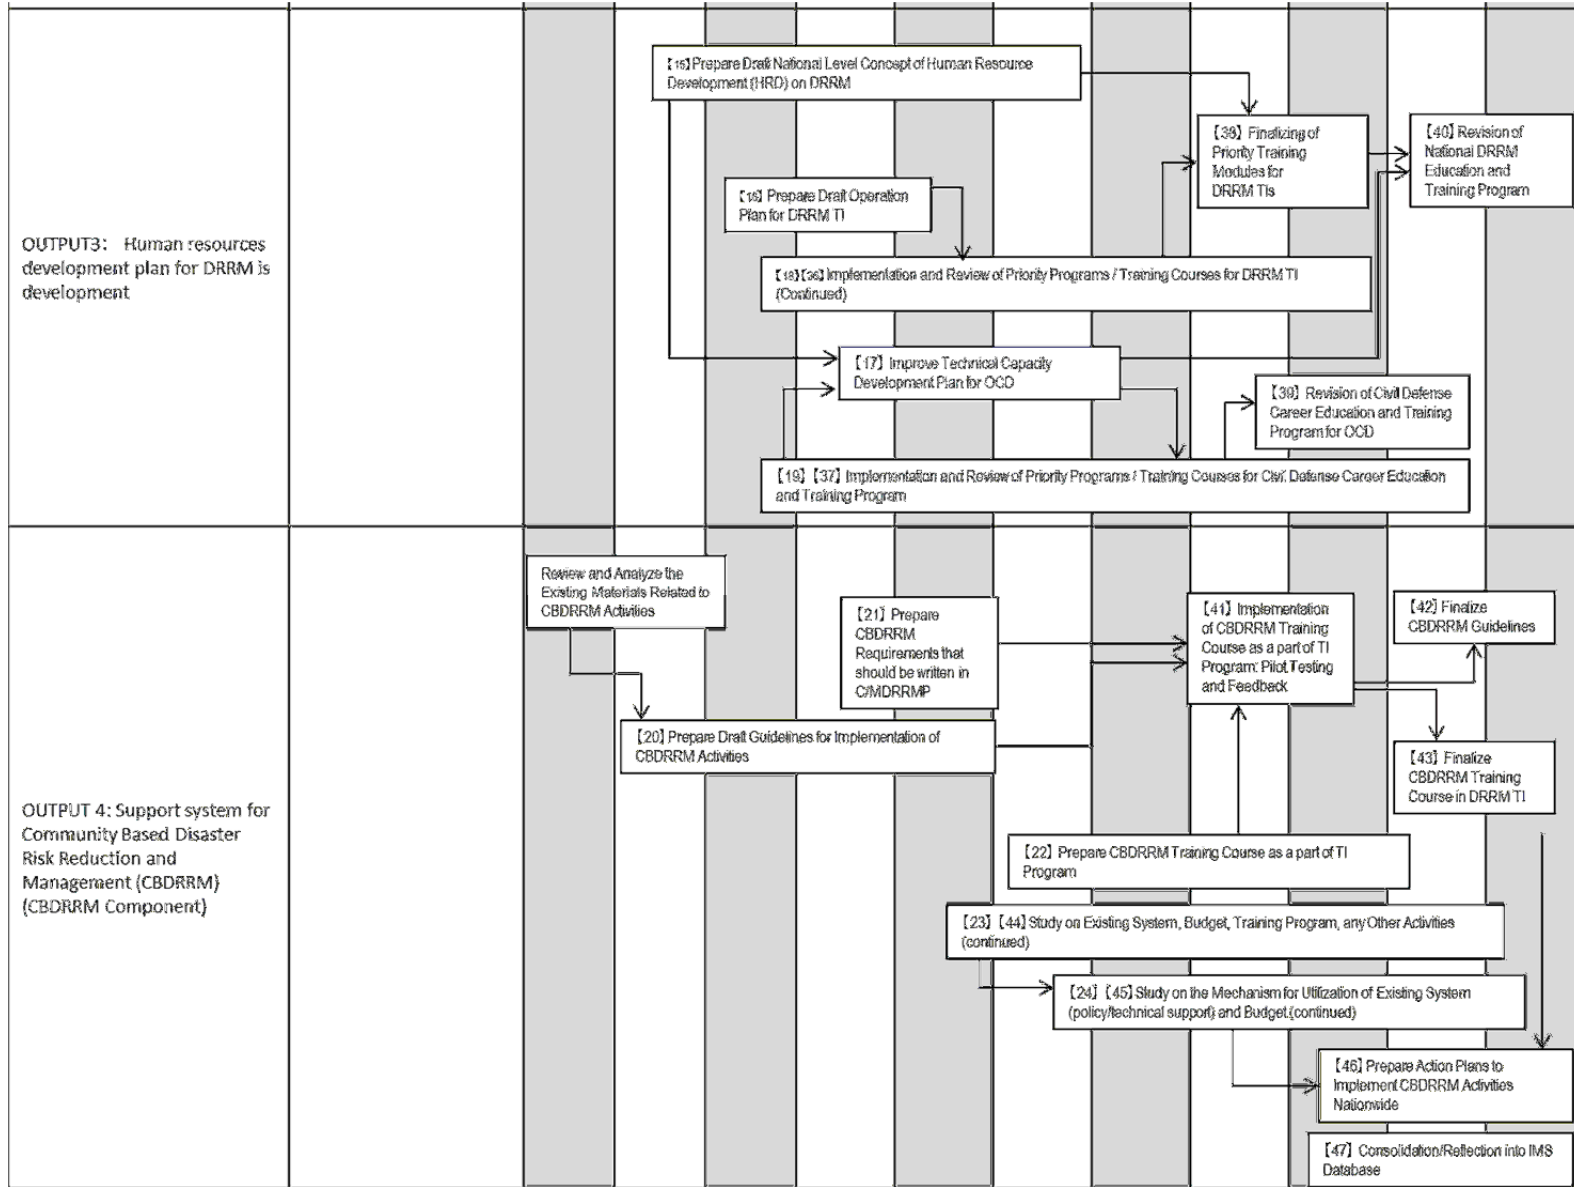 OUTPUT3: Human resources
development plan for DRRM is
development
【15】Prepare Draft National Level Concept of Human Resource
Development (HRD) on DRRM
【38】 Finalizing of
Priority Training
Modules for
DRRM TIs
【40】 Revision of
National DRRM
Education and
Training Program
【16】 Prepare Draft Operation
Plan for DRRM TI
【18】【36】Implementation and Review of Priority Programs / Training Courses for DRRM TI
(Continued)
【17】 Improve Technical Capacity
Development Plan for OCD
【39】 Revision of Civil Defense
Career Education and Training
Program for OCD
【19】【37】 Implementation and Review of Priority Programs / Training Courses for Civil Defense Career Education
and Training Program
OUTPUT 4: Support system for
Community Based Disaster
Risk Reduction and
Management (CBDRRM)
(CBDRRM Component)
Review and Analyze the
Existing Materials Related to
CBDRRM Activities
【21】 Prepare
CBDRRM
Requirements that
should be written in
C/MDRRMP
【41】 Implementation
of CBDRRM Training
Course as a part of TI
Program: Pilot Testing
and Feedback
【42】 Finalize
CBDRRM Guidelines
【20】 Prepare Draft Guidelines for Implementation of
CBDRRM Activities
【43】 Finalize
CBDRRM Training
Course in DRRM TI
【22】 Prepare CBDRRM Training Course as a part of TI
Program
【23】【44】 Study on Existing System, Budget, Training Program, any Other Activities
(continued)
【24】【45】Study on the Mechanism for Utilization of Existing System
(policy/technical support) and Budget (continued)
【46】 Prepare Action Plans to
Implement CBDRRM Activities
Nationwide
【47】 Consolidation/Reflection into IMS
Database